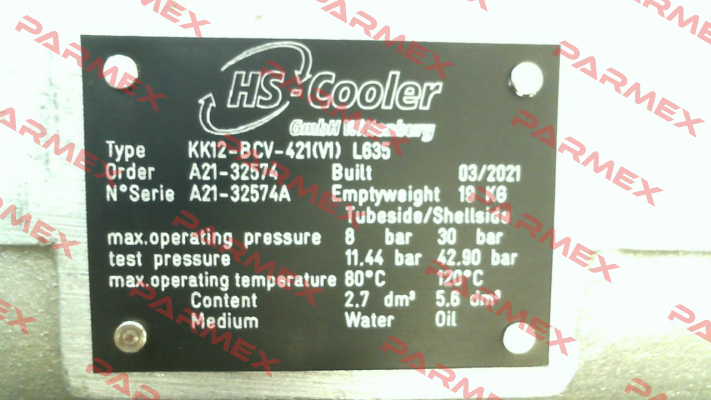 HS-Cooler
GmbH Wittenburg
Type KK12-BCV-421(V1) L635
Order A21-32574 Built 03/2021
N°Serie A21-32574A Emptyweight 18 KG
Tubeside/Shellside
max.operating pressure 8 bar 30 bar
test pressure 11.44 bar 42.90 bar
max.operating temperature 80°C 120°C
Content 2.7 dm³ 5.6 dm³
Medium Water Oil
PARMEX